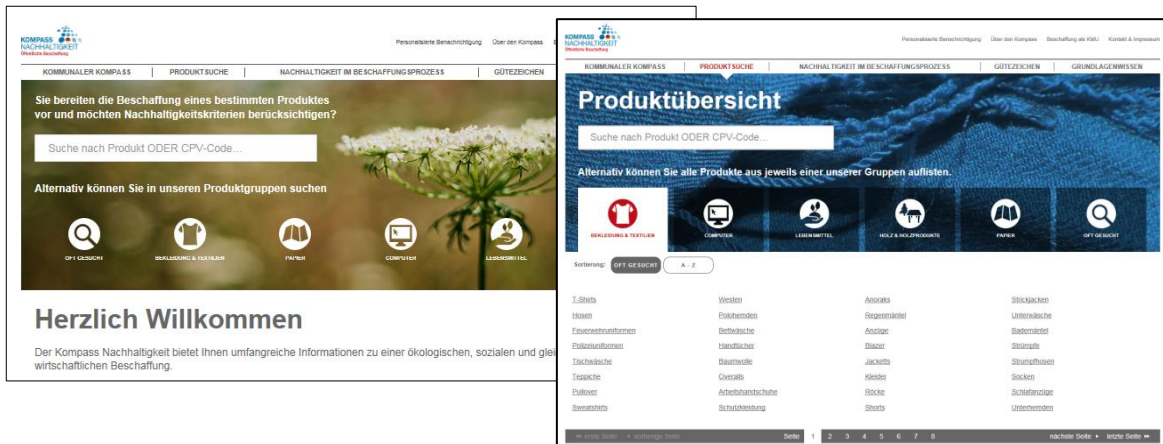 KOMPASS
NACHHALTIGKEIT
Öffentliche Beschaffung
Personalisierte Benachrichtigung Über den Kompass
KOMMUNALER KOMPASS PRODUKTSUCHE NACHHALTIGKEIT IM BESCHAFFUNGSPROZESS GÜTEZEICHEN
Sie bereiten die Beschaffung eines bestimmten Produktes
vor und möchten Nachhaltigkeitskriterien berücksichtigen?
Suche nach Produkt ODER CPV-Code...
Alternativ können Sie in unseren Produktgruppen suchen
OFT GESUCHT BEKLEIDUNG & TEXTILIEN PAPIER COMPUTER LEBENSMITTEL
Herzlich Willkommen
Der Kompass Nachhaltigkeit bietet Ihnen umfangreiche Informationen zu einer ökologischen, sozialen und
wirtschaftlichen Beschaffung.
KOMPASS
NACHHALTIGKEIT
Öffentliche Beschaffung
Personalisierte Benachrichtigung Über den Kompass Beschaffung als KMU Kontakt & Impressum
KOMMUNALER KOMPASS PRODUKTSUCHE NACHHALTIGKEIT IM BESCHAFFUNGSPROZESS GÜTEZEICHEN GRUNDLAGENWISSEN
Produktübersicht
Suche nach Produkt ODER CPV-Code...
Alternativ können Sie alle Produkte aus jeweils einer unserer Gruppen auflisten.
BEKLEIDUNG & TEXTILIEN COMPUTER LEBENSMITTEL HOLZ & HOLZPRODUKTE PAPIER OFT GESUCHT
Sortierung: OFT GESUCHT A - Z
T-Shirts Westen Anoraks Strickjacken
Hosen Polohemden Regenmäntel Unterwäsche
Feuerwehruniformen Bettwäsche Anzüge Bademäntel
Polizeiuniformen Handtücher Blazer Strümpfe
Tischwäsche Baumwolle Jacketts Strumpfhosen
Teppiche Overalls Kleider Socken
Pullover Arbeitshandschuhe Röcke Schlafanzüge
Sweatshirts Schutzkleidung Shorts Unterhemden
erste Seite vorherige Seite Seite 1 2 3 4 5 6 7 8 nächste Seite letzte Seite